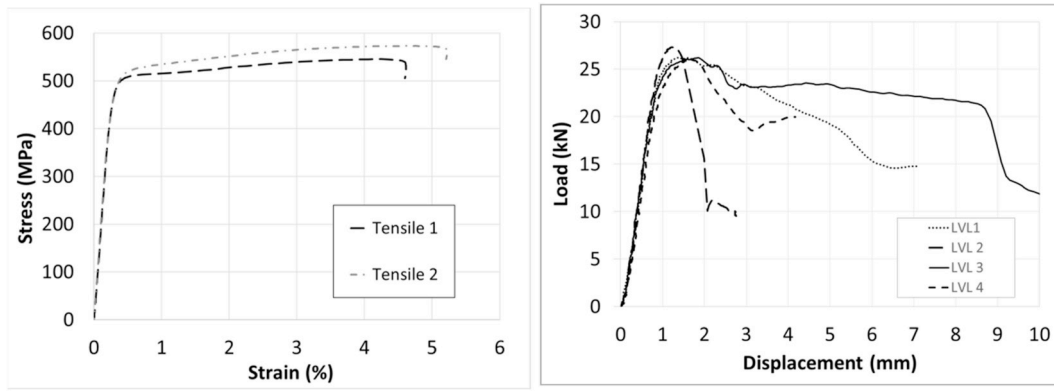 600
500
400
300
200
100
0
Stress (MPa)
0 1 2 3 4 5 6
Strain (%)
Tensile 1
Tensile 2
30
25
20
15
10
5
0
Load (kN)
0 1 2 3 4 5 6 7 8 9 10
Displacement (mm)
LVL1
LVL 2
LVL 3
LVL 4